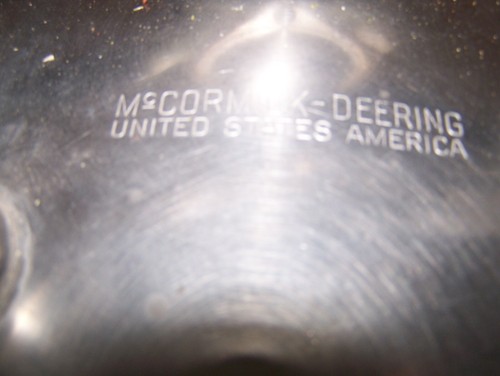 McCORMICK-DEERING
UNITED STATES AMERICA